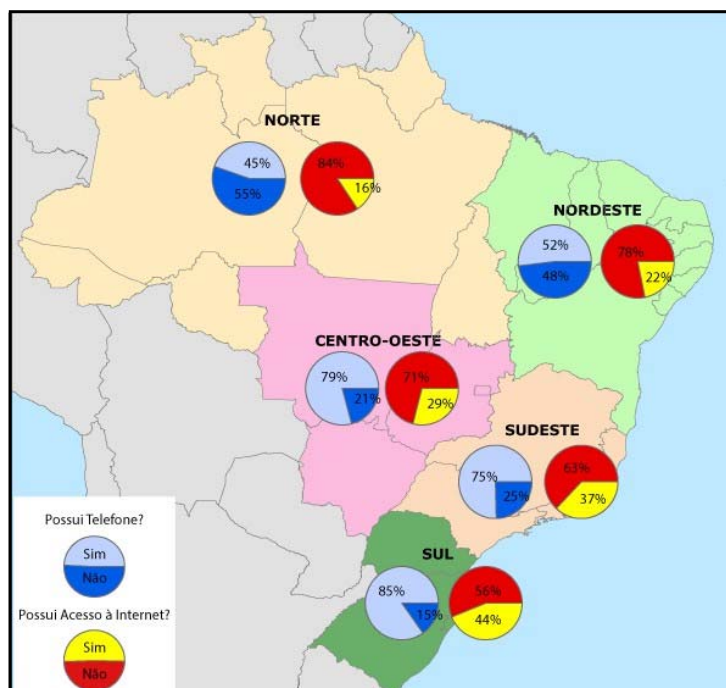 NORTE
45%
55%
84%
16%
NORDESTE
52%
48%
78%
22%
CENTRO-OESTE
79%
21%
71%
29%
SUDESTE
75%
25%
63%
37%
SUL
85%
15%
56%
44%
Possui Telefone?
Sim
Não
Possui Acesso à Internet?
Sim
Não